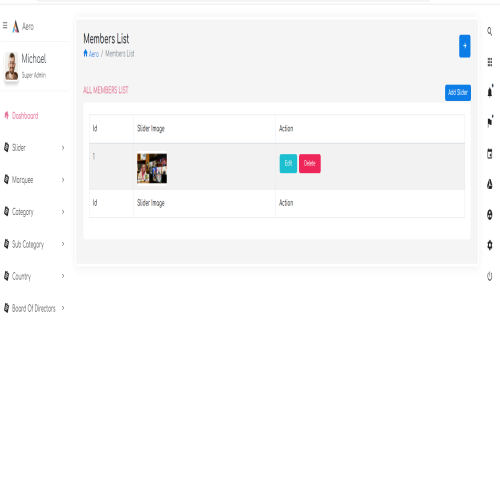 Aero
Michael
Super Admin
Dashboard
Slider
Marquee
Category
Sub Category
Country
Board Of Directors
Members List
Aero / Members List
+
ALL MEMBERS LIST
Add Slider
Id Slider Image Action
1 Edit Delete
Id Slider Image Action